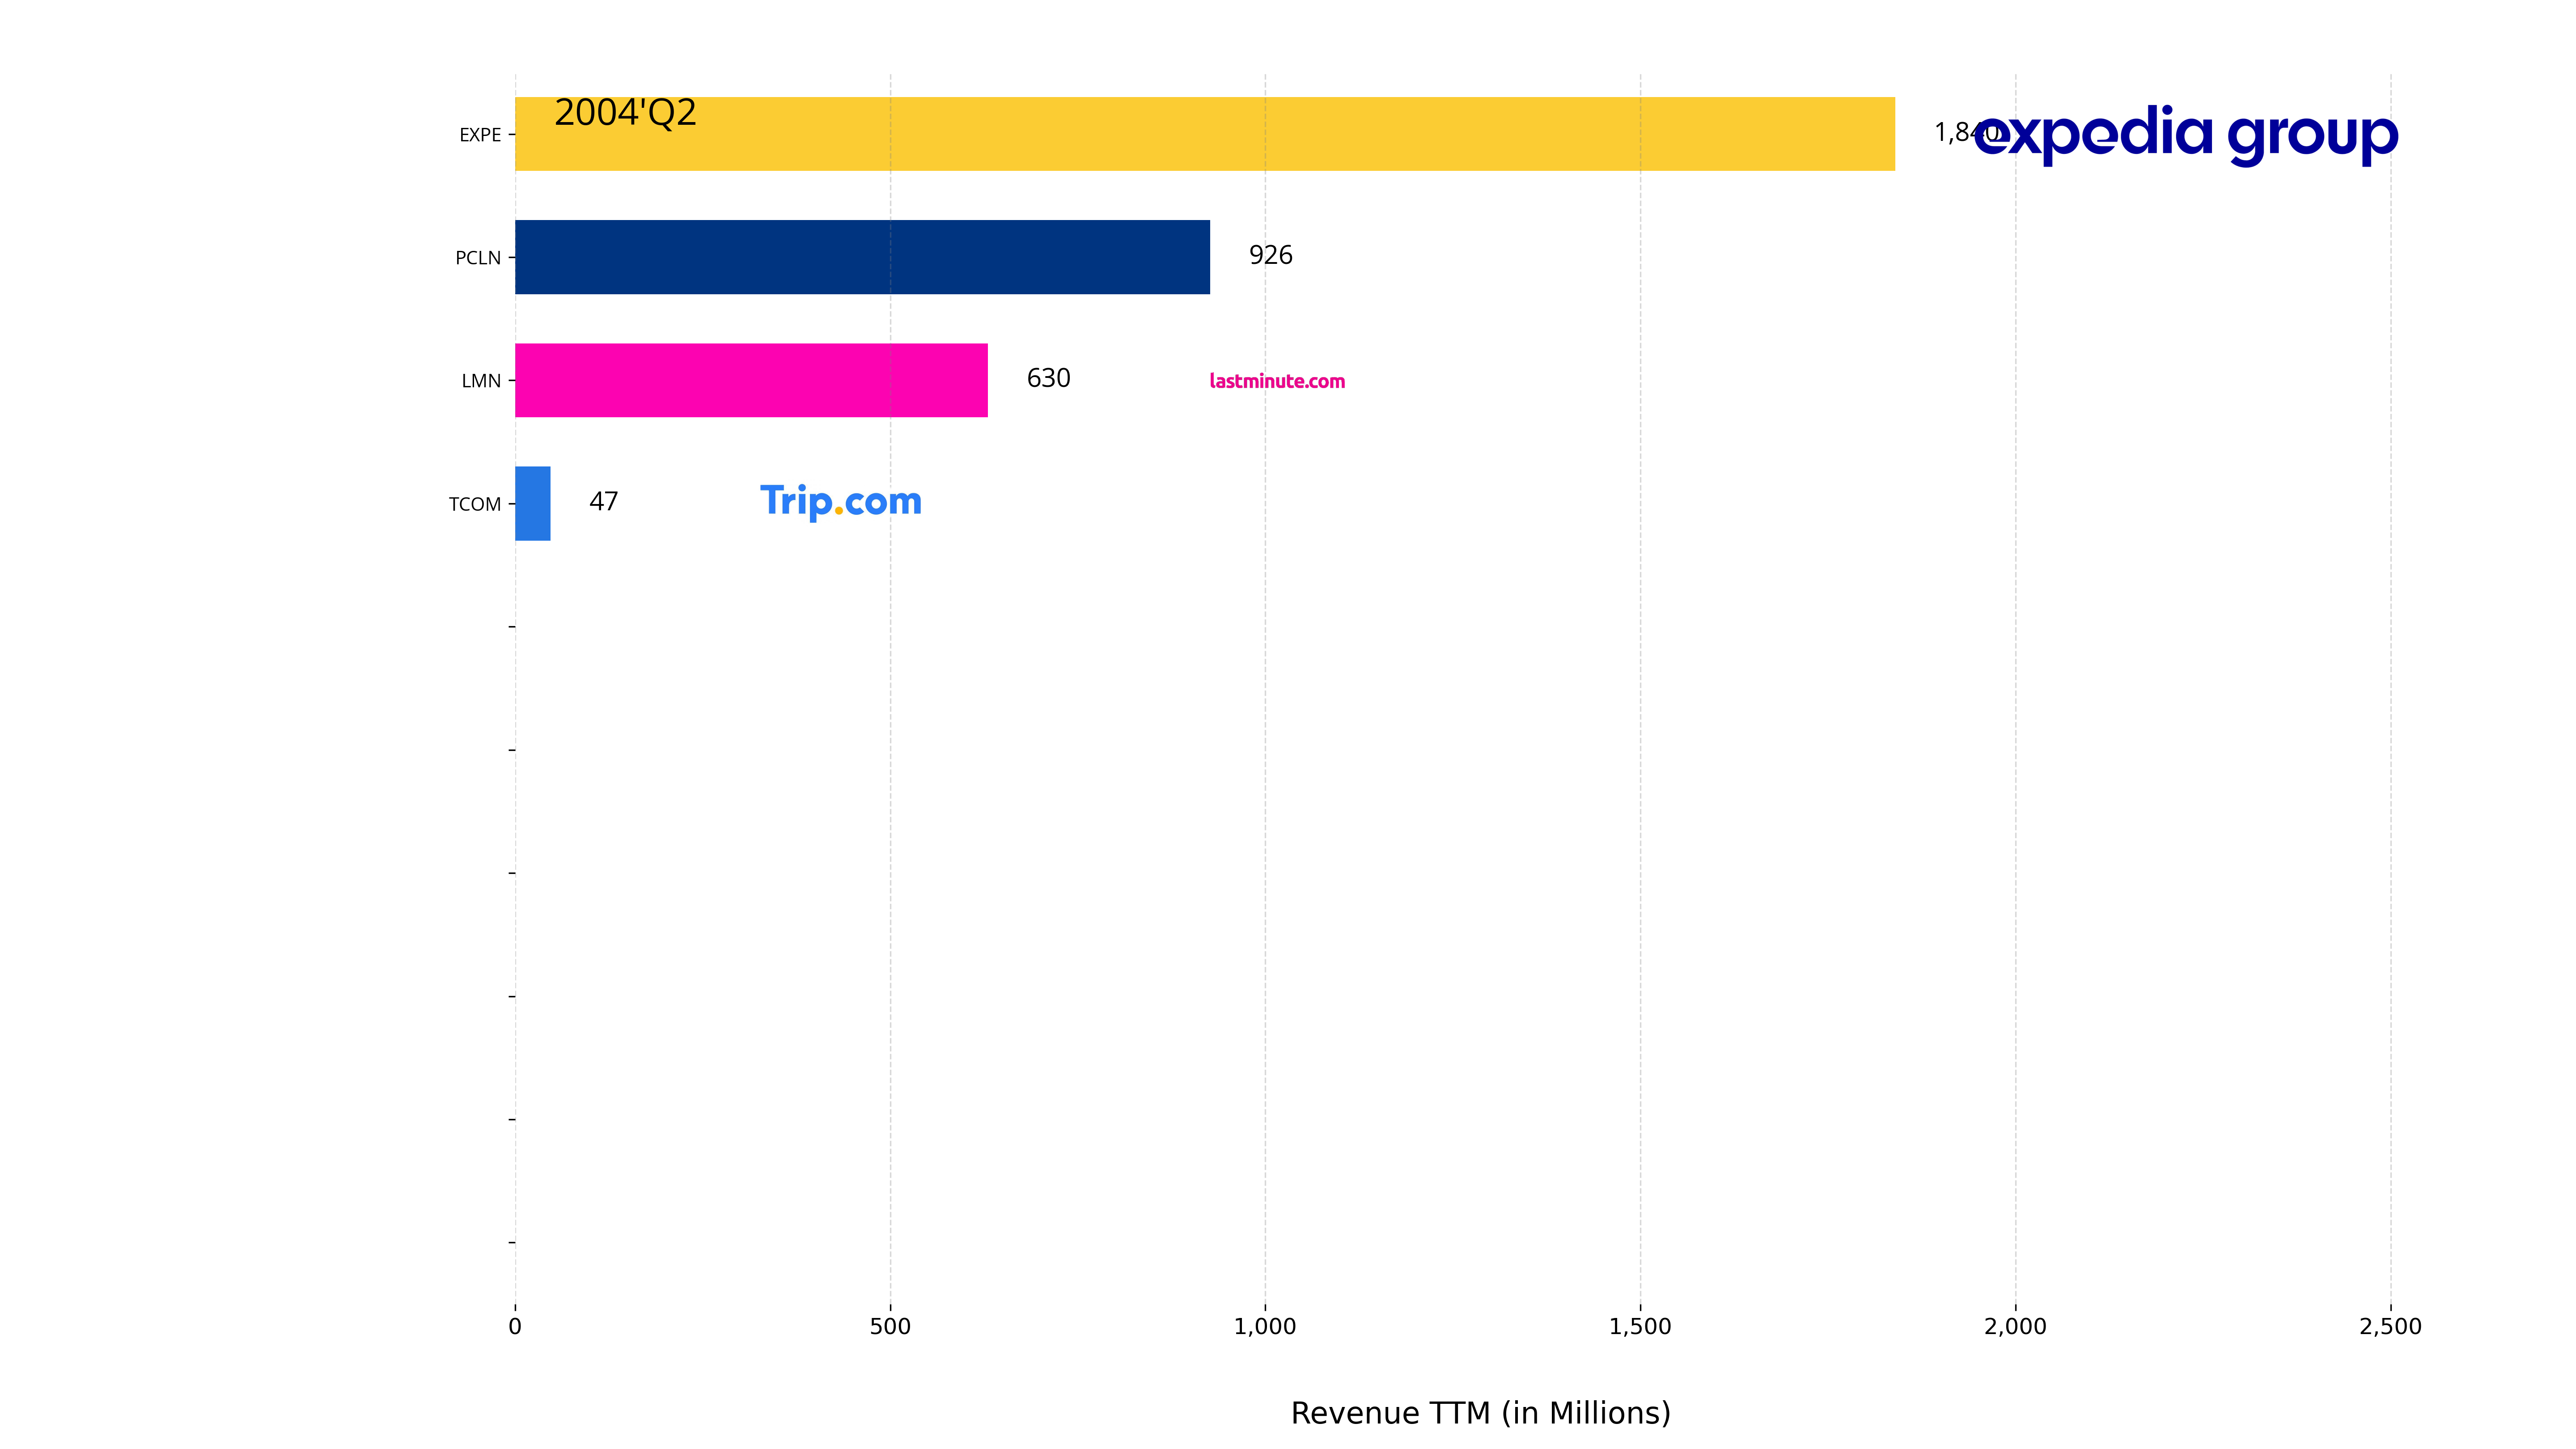 2004'Q2
EXPE 1,840 expedia group
PCLN 926
LMN 630 lastminute.com
TCOM 47 Trip.com
0 500 1,000 1,500 2,000 2,500
Revenue TTM (in Millions)